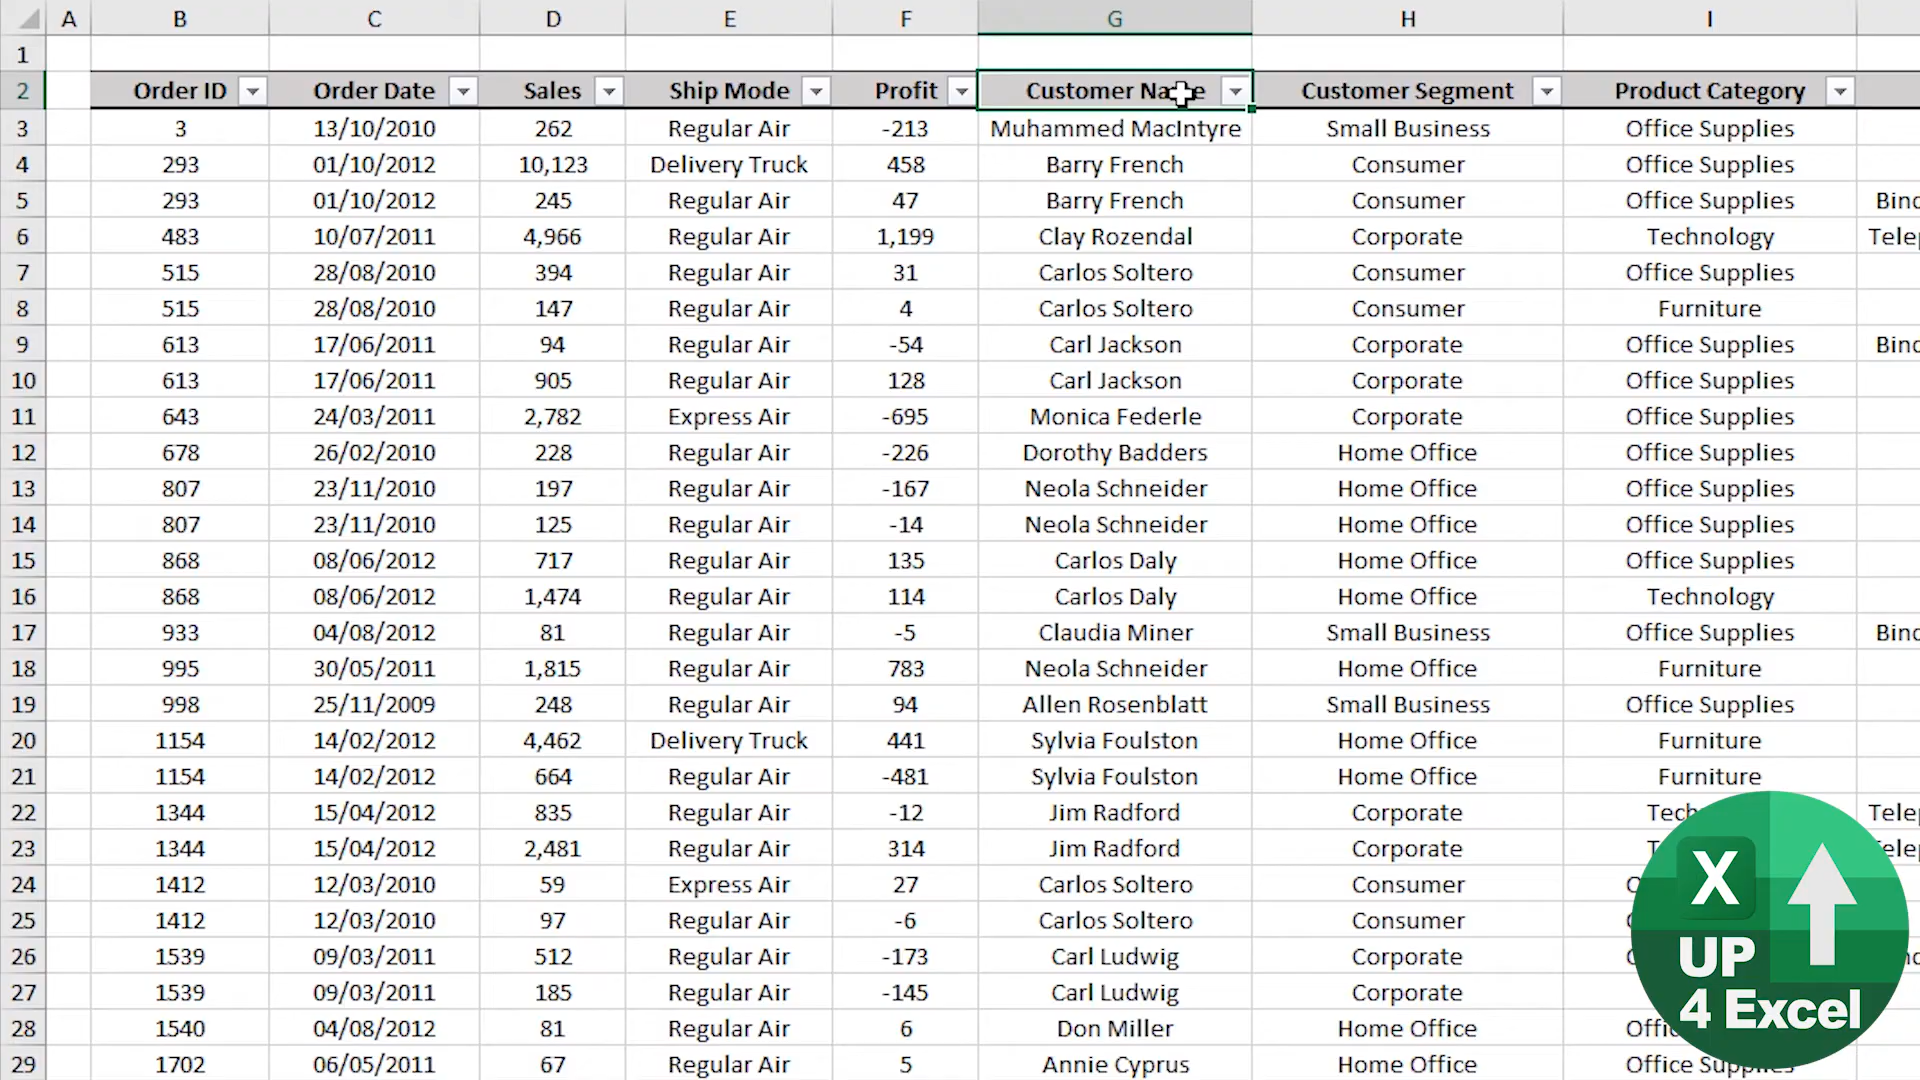 A B C D E F G H I
1
2 Order ID Order Date Sales Ship Mode Profit Customer Name Customer Segment Product Category
3 3 13/10/2010 262 Regular Air -213 Muhammed MacIntyre Small Business Office Supplies
4 293 01/10/2012 10,123 Delivery Truck 458 Barry French Consumer Office Supplies
5 293 01/10/2012 245 Regular Air 47 Barry French Consumer Office Supplies
6 483 10/07/2011 4,966 Regular Air 1,199 Clay Rozendal Corporate Technology
7 515 28/08/2010 394 Regular Air 31 Carlos Soltero Consumer Office Supplies
8 515 28/08/2010 147 Regular Air 4 Carlos Soltero Consumer Furniture
9 613 17/06/2011 94 Regular Air -54 Carl Jackson Corporate Office Supplies
10 613 17/06/2011 905 Regular Air 128 Carl Jackson Corporate Office Supplies
11 643 24/03/2011 2,782 Express Air -695 Monica Federle Corporate Office Supplies
12 678 26/02/2010 228 Regular Air -226 Dorothy Badders Home Office Office Supplies
13 807 23/11/2010 197 Regular Air -167 Neola Schneider Home Office Office Supplies
14 807 23/11/2010 125 Regular Air -14 Neola Schneider Home Office Office Supplies
15 868 08/06/2012 717 Regular Air 135 Carlos Daly Home Office Office Supplies
16 868 08/06/2012 1,474 Regular Air 114 Carlos Daly Home Office Technology
17 933 04/08/2012 81 Regular Air -5 Claudia Miner Small Business Office Supplies
18 995 30/05/2011 1,815 Regular Air 783 Neola Schneider Home Office Furniture
19 998 25/11/2009 248 Regular Air 94 Allen Rosenblatt Small Business Office Supplies
20 1154 14/02/2012 4,462 Delivery Truck 441 Sylvia Foulston Home Office Furniture
21 1154 14/02/2012 664 Regular Air -481 Sylvia Foulston Home Office Furniture
22 1344 15/04/2012 835 Regular Air -12 Jim Radford Corporate
23 1344 15/04/2012 2,481 Regular Air 314 Jim Radford Corporate
24 1412 12/03/2010 59 Express Air 27 Carlos Soltero Consumer
25 1412 12/03/2010 97 Regular Air -6 Carlos Soltero Consumer
26 1539 09/03/2011 512 Regular Air -173 Carl Ludwig Corporate
27 1539 09/03/2011 185 Regular Air -145 Carl Ludwig Corporate
28 1540 04/08/2012 81 Regular Air 6 Don Miller Home Office
29 1702 06/05/2011 67 Regular Air 5 Annie Cyprus Home Office Office
X
UP
4 Excel